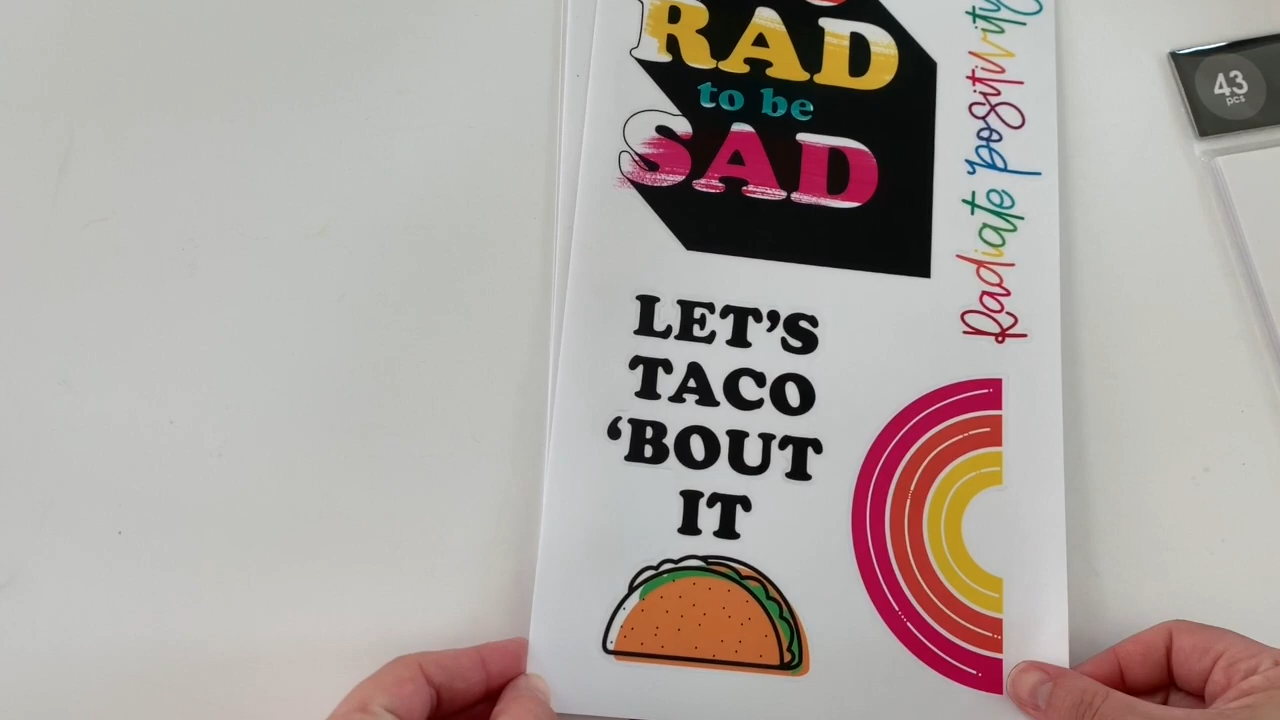 RAD
to be
SAD
Radiate positivity
LET'S
TACO
‘BOUT
IT
43
pcs